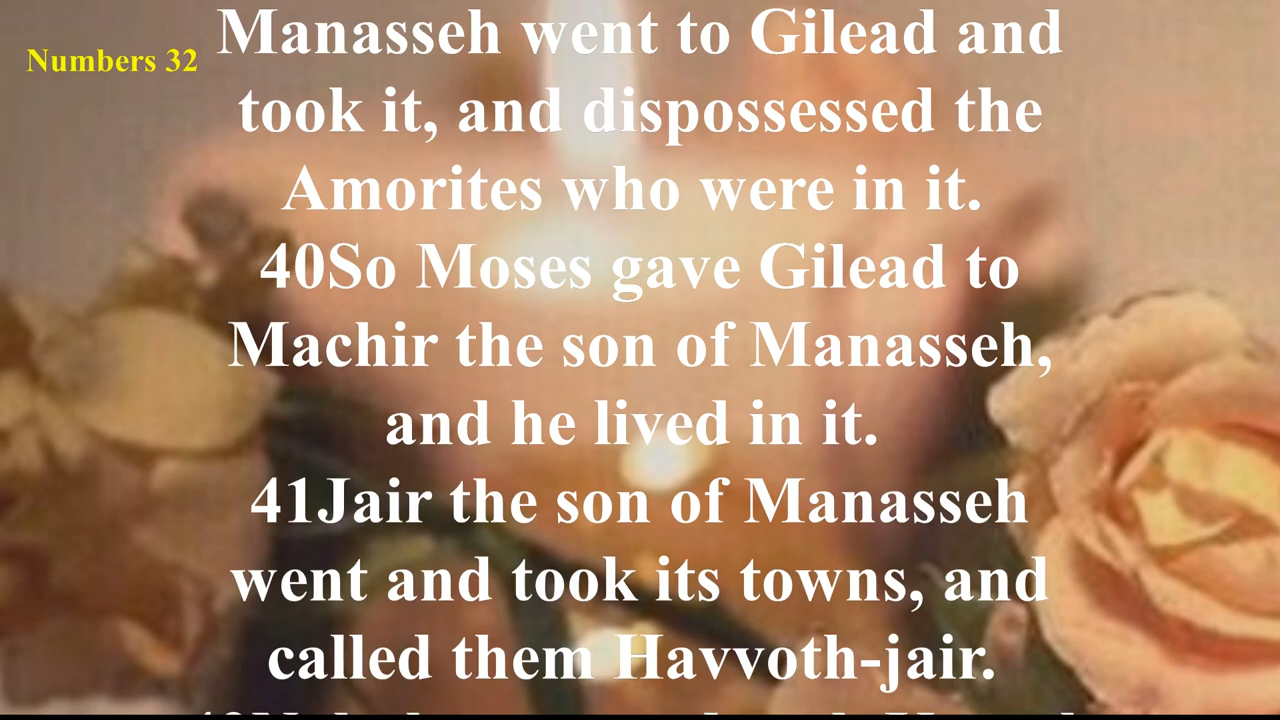 Numbers 32
Manasseh went to Gilead and
took it, and dispossessed the
Amorites who were in it.
40So Moses gave Gilead to
Machir the son of Manasseh,
and he lived in it.
41Jair the son of Manasseh
went and took its towns, and
called them Havvoth-jair.